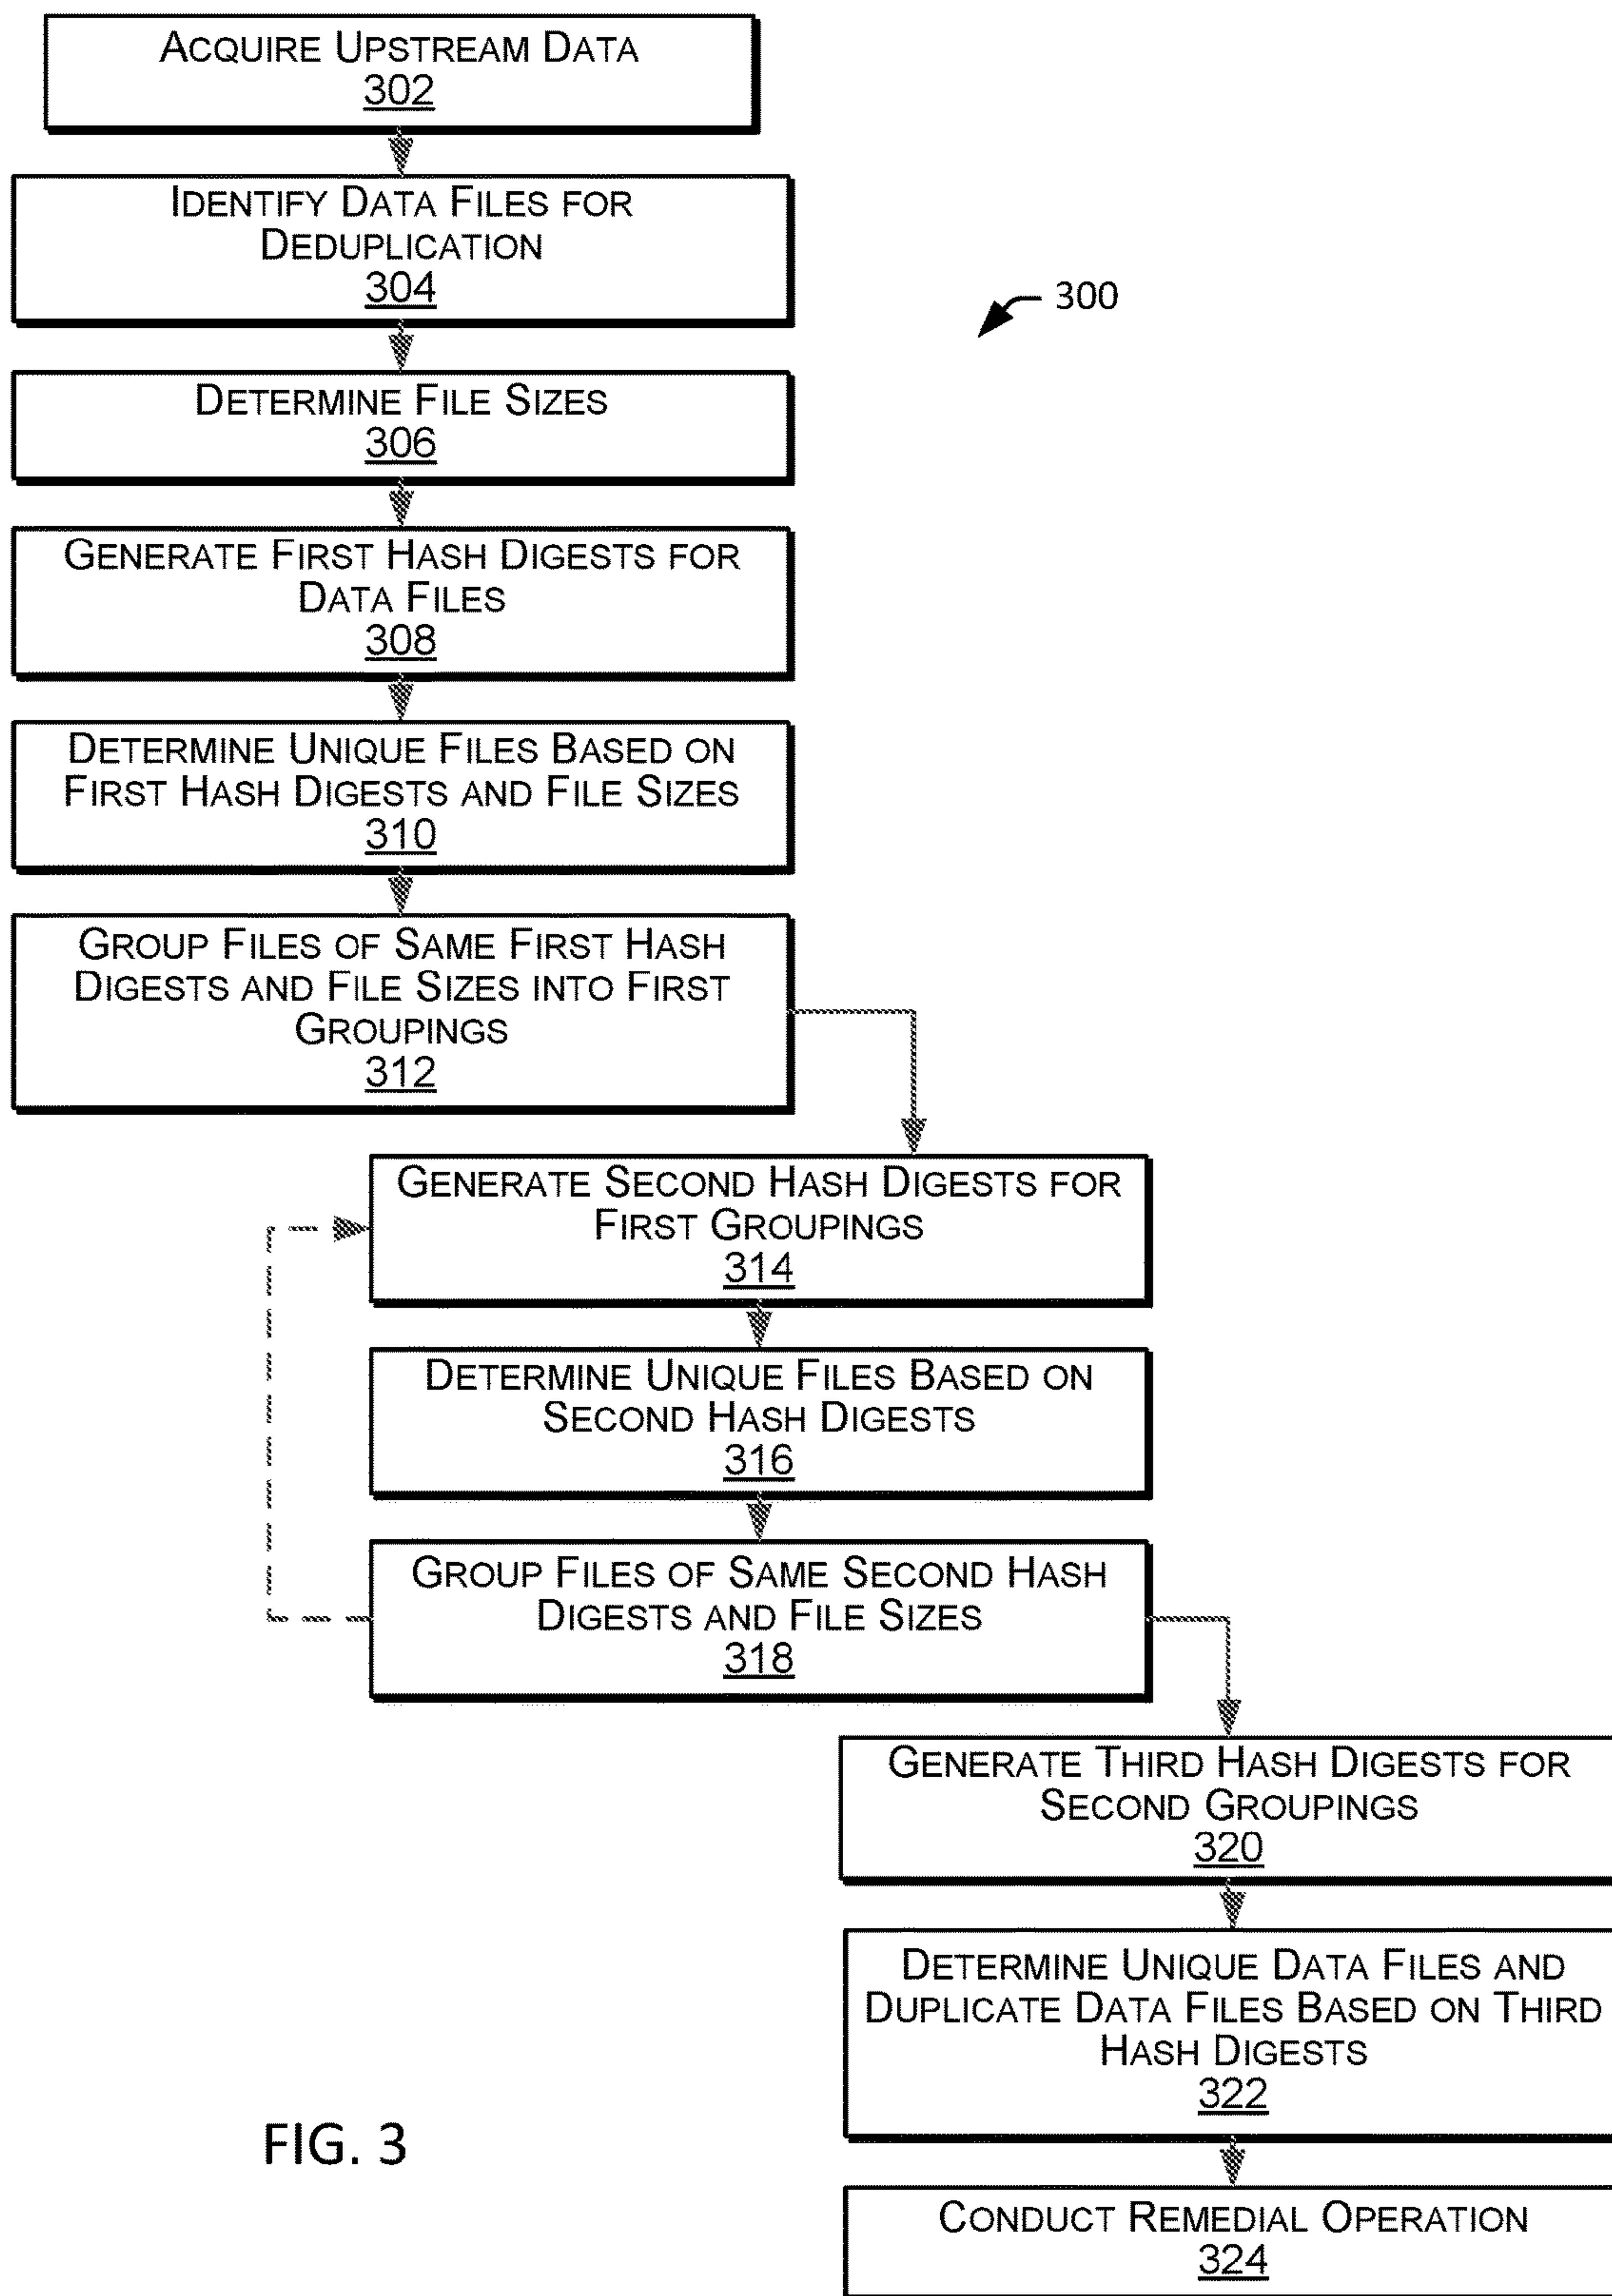 ACQUIRE UPSTREAM DATA
302
IDENTIFY DATA FILES FOR
DEDUPLICATION
304
300
DETERMINE FILE SIZES
306
GENERATE FIRST HASH DIGESTS FOR
DATA FILES
308
DETERMINE UNIQUE FILES BASED ON
FIRST HASH DIGESTS AND FILE SIZES
310
GROUP FILES OF SAME FIRST HASH
DIGESTS AND FILE SIZES INTO FIRST
GROUPINGS
312
GENERATE SECOND HASH DIGESTS FOR
FIRST GROUPINGS
314
DETERMINE UNIQUE FILES BASED ON
SECOND HASH DIGESTS
316
GROUP FILES OF SAME SECOND HASH
DIGESTS AND FILE SIZES
318
GENERATE THIRD HASH DIGESTS FOR
SECOND GROUPINGS
320
DETERMINE UNIQUE DATA FILES AND
DUPLICATE DATA FILES BASED ON THIRD
HASH DIGESTS
322
CONDUCT REMEDIAL OPERATION
324
FIG. 3